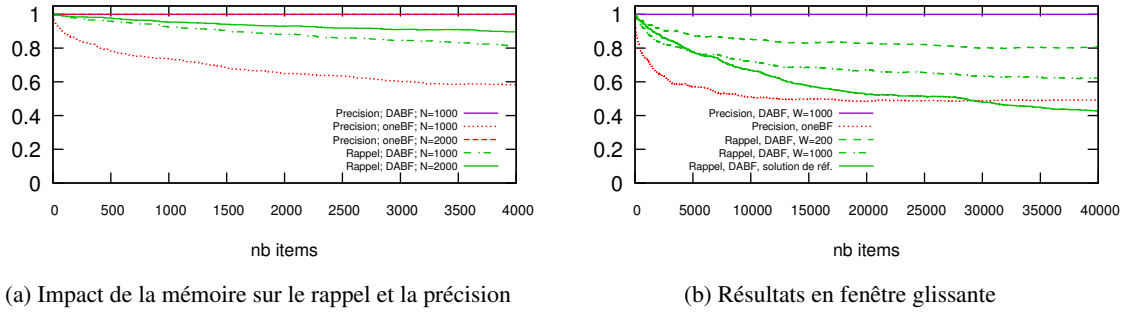 1
0.8
0.6
0.4
0.2
0
Precision; DABF; N=1000
Precision; oneBF; N=1000
Precision; oneBF; N=2000
Rappel; DABF; N=1000
Rappel; DABF; N=2000
0 500 1000 1500 2000 2500 3000 3500 4000
nb items
(a) Impact de la mémoire sur le rappel et la précision
1
0.8
0.6
0.4
0.2
0
Precision, DABF, W=1000
Precision, oneBF
Rappel, DABF, W=200
Rappel, DABF, W=1000
Rappel, DABF, solution de réf.
0 5000 10000 15000 20000 25000 30000 35000 40000
nb items
(b) Résultats en fenêtre glissante